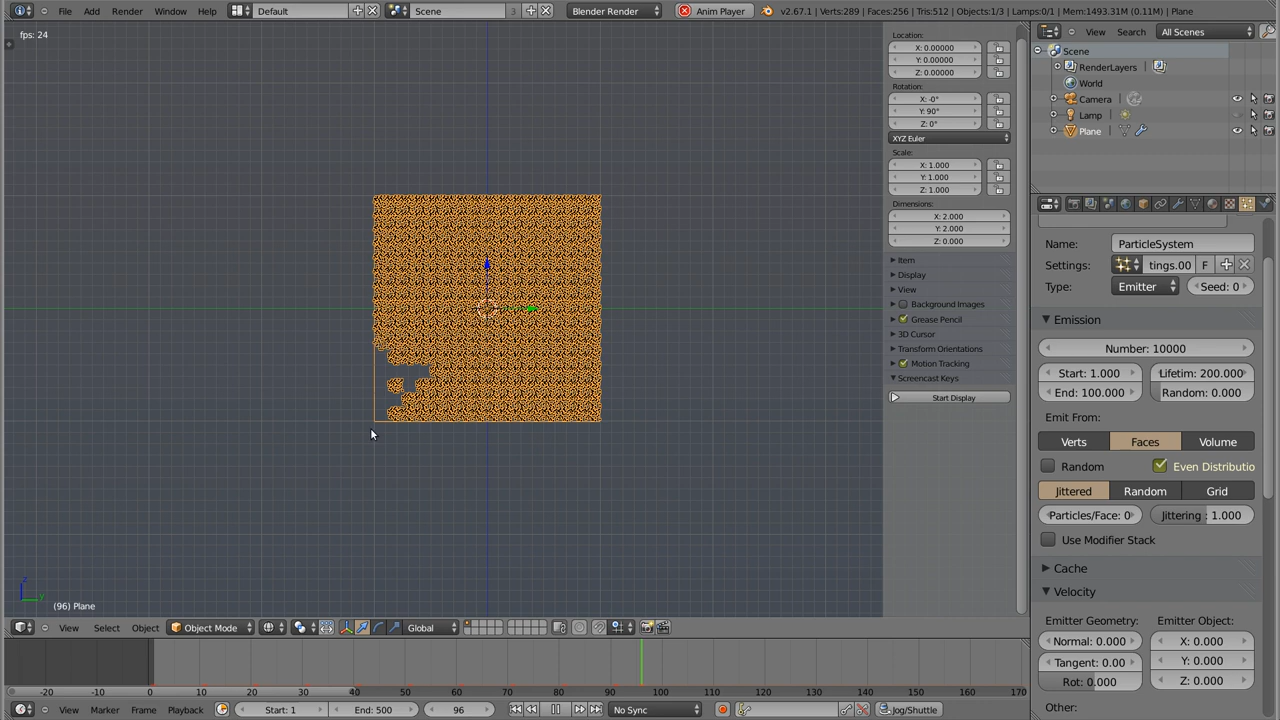 File Add Render Window Help Default Scene 3 Blender Render Anim Player v2.67.1 | Verts:289 | Faces:256 | Tris:512 | Objects:1/3 | Lamps:0/1 | Mem:1493.31M (0.11M) | Plane
fps: 24
(96) Plane
z
y
View Select Object Object Mode Global
-20 -10 0 10 20 30 40 50 60 70 80 90 100 110 120 130 140 150 160 170
View Marker Frame Playback Start: 1 End: 500 96 No Sync Jog/Shuttle
Location:
X: 0.00000
Y: 0.00000
Z: 0.00000
Rotation:
X: -0°
Y: 90°
Z: 0°
XYZ Euler
Scale:
X: 1.000
Y: 1.000
Z: 1.000
Dimensions:
X: 2.000
Y: 2.000
Z: 0.000
Item
Display
View
Background Images
Grease Pencil
3D Cursor
Transform Orientations
Motion Tracking
Screencast Keys
Start Display
View Search All Scenes
Scene
RenderLayers
World
Camera
Lamp
Plane
Name: ParticleSystem
Settings: tings.00 F
Type: Emitter Seed: 0
Emission
Number: 10000
Start: 1.000 Lifetim: 200.000
End: 100.000 Random: 0.000
Emit From:
Verts Faces Volume
Random Even Distributio
Jittered Random Grid
Particles/Face: 0 Jittering : 1.000
Use Modifier Stack
Cache
Velocity
Emitter Geometry: Emitter Object:
Normal: 0.000 X: 0.000
Tangent: 0.00 Y: 0.000
Rot: 0.000 Z: 0.000
Other: